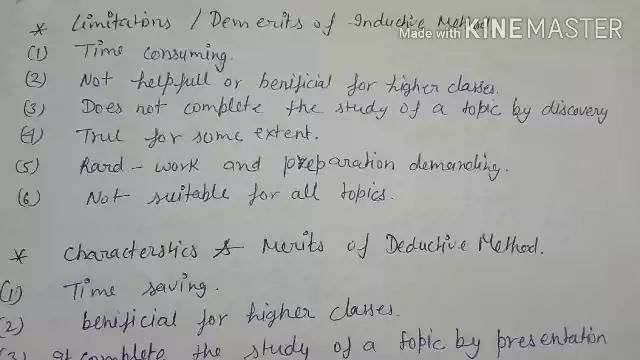 * Limitations / Demerits of Inductive Method
Made with KINEMASTER
(1) Time consuming.
(2) Not helpfull or benificial for higher classes.
(3) Does not complete the study of a topic by discovery
(4) True for some extent.
(5) Rard - work and preparation demanding.
(6) Not suitable for all topics.
* Characterstics & Merits of Deductive Method.
(1) Time saving.
(2) benificial for higher classes.
(3) It complete the study of a topic by presentation